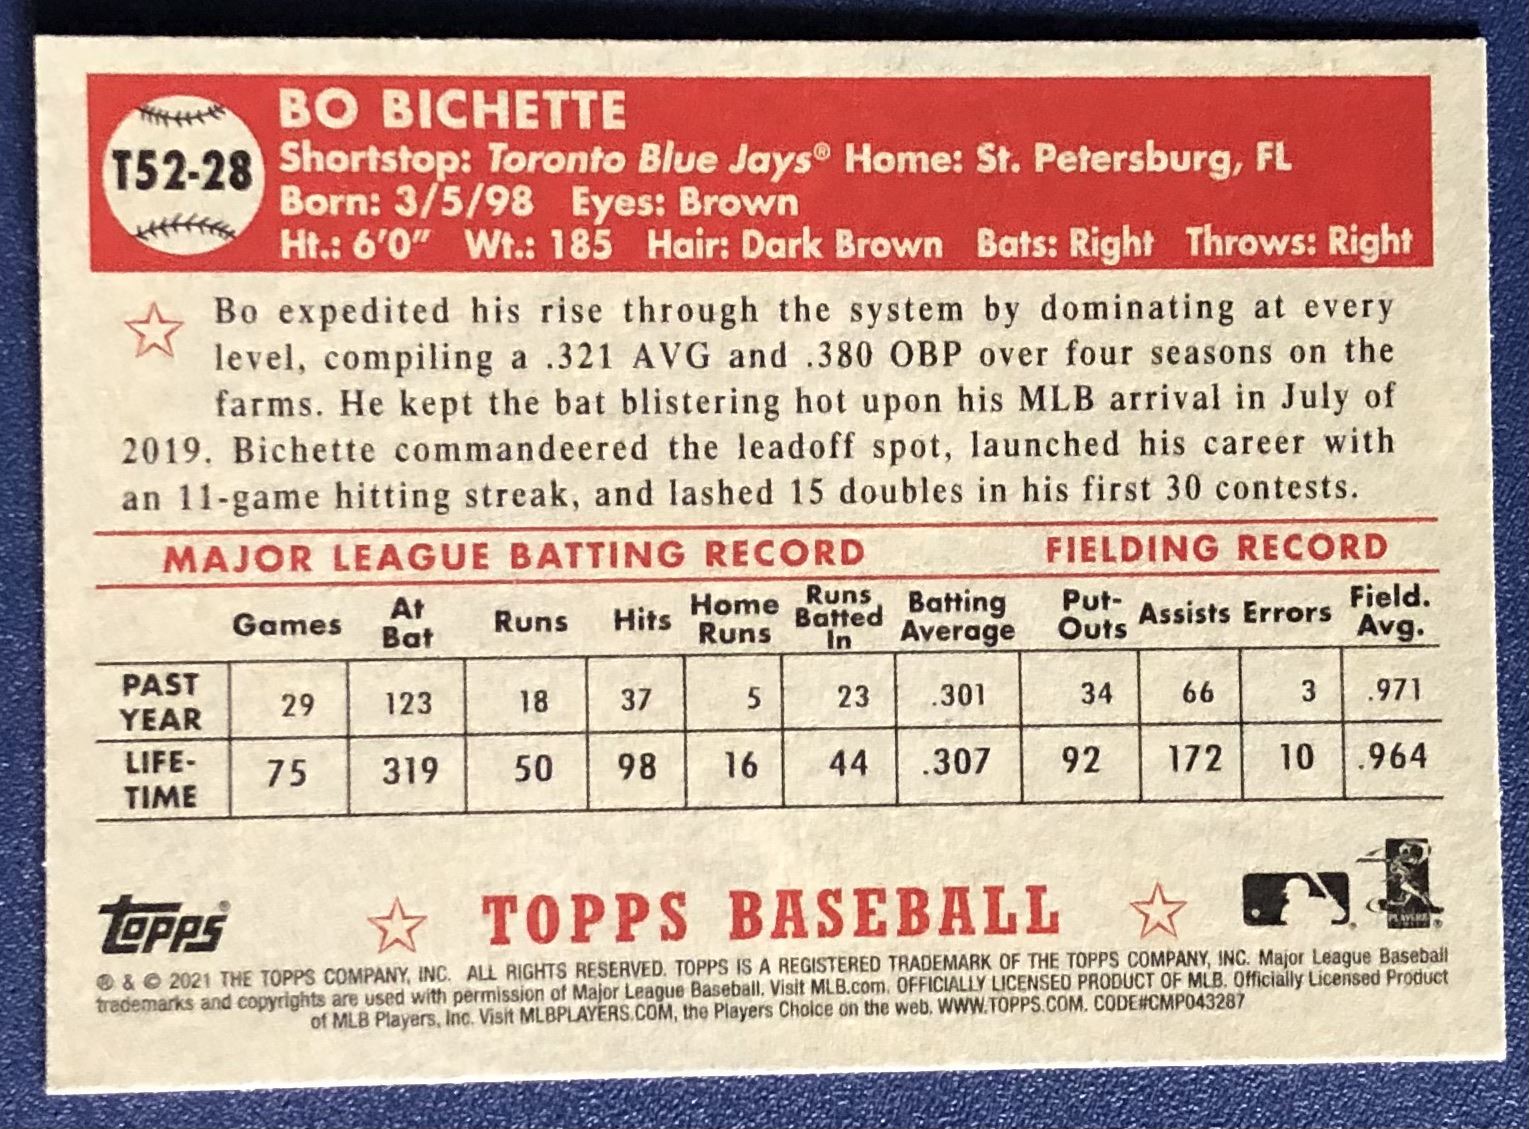 T52-28
BO BICHETTE
Shortstop: Toronto Blue Jays® Home: St. Petersburg, FL
Born: 3/5/98 Eyes: Brown
Ht.: 6'0" Wt.: 185 Hair: Dark Brown Bats: Right Throws: Right
Bo expedited his rise through the system by dominating at every
level, compiling a .321 AVG and .380 OBP over four seasons on the
farms. He kept the bat blistering hot upon his MLB arrival in July of
2019. Bichette commandeered the leadoff spot, launched his career with
an 11-game hitting streak, and lashed 15 doubles in his first 30 contests.
MAJOR LEAGUE BATTING RECORD FIELDING RECORD
Games At Bat Runs Hits Home Runs Runs Batted In Batting Average Put-Outs Assists Errors Field. Avg.
PAST YEAR 29 123 18 37 5 23 .301 34 66 3 .971
LIFE-TIME 75 319 50 98 16 44 .307 92 172 10 .964
TOPPS® TOPPS BASEBALL PLAYERS
® & © 2021 THE TOPPS COMPANY, INC. ALL RIGHTS RESERVED. TOPPS IS A REGISTERED TRADEMARK OF THE TOPPS COMPANY, INC. Major League Baseball
trademarks and copyrights are used with permission of Major League Baseball. Visit MLB.com. OFFICIALLY LICENSED PRODUCT OF MLB. Officially Licensed Product
of MLB Players, Inc. Visit MLBPLAYERS.COM, the Players Choice on the web. WWW.TOPPS.COM. CODE#CMP043287